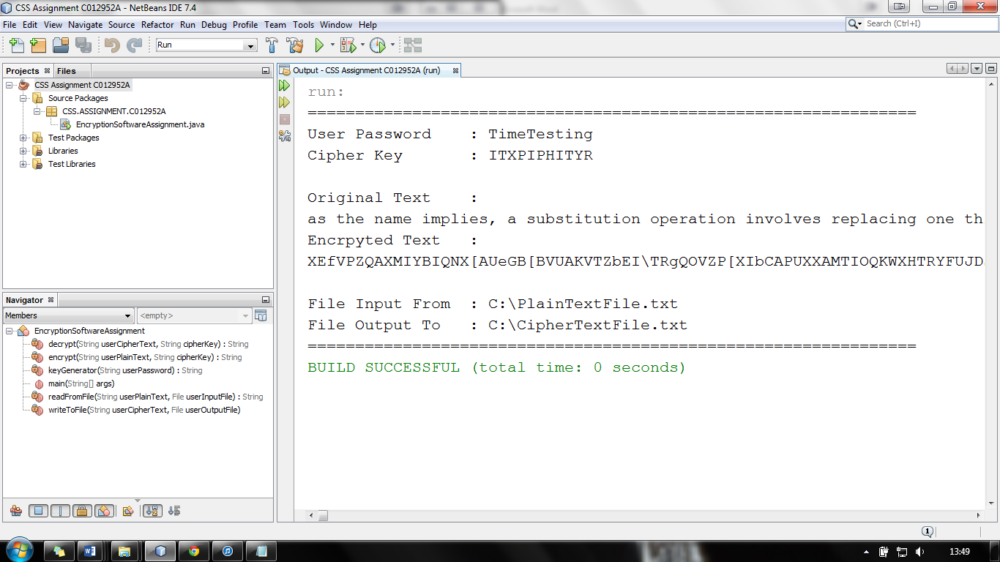 CSS Assignment C012952A - NetBeans IDE 7.4
File Edit View Navigate Source Refactor Run Debug Profile Team Tools Window Help
Search (Ctrl+I)
Run
Projects
Files
CSS Assignment C012952A
Source Packages
CSS.ASSIGNMENT.C012952A
EncryptionSoftwareAssignment.java
Test Packages
Libraries
Test Libraries
Navigator
Members
<empty>
EncryptionSoftwareAssignment
decrypt(String userCipherText, String cipherKey) : String
encrypt(String userPlainText, String cipherKey) : String
keyGenerator(String userPassword) : String
main(String[] args)
readFromFile(String userPlainText, File userInputFile) : String
writeToFile(String userCipherText, File userOutputFile)
Output - CSS Assignment C012952A (run)
run:
================================================================
User Password    : TimeTesting
Cipher Key       : ITXPIPHITYR
Original Text    :
as the name implies, a substitution operation involves replacing one th
Encrpyted Text   :
XEfVPZQAXMIYBIQNX[AUeGB[BVUAKVTZbEI\TRgQOVZP[XIbCAPUXXAMTIOQKWXHTRYFUJD
File Input From  : C:\PlainTextFile.txt
File Output To   : C:\CipherTextFile.txt
================================================================
BUILD SUCCESSFUL (total time: 0 seconds)
1
13:49